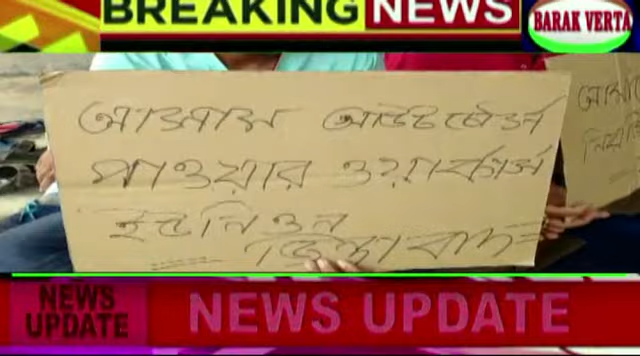 BREAKING NEWS
BARAK VERTA
আসাম আউটসোর্স
পাওয়ার ওয়ার্কার্স
ইউনিয়ন
জিন্দাবাদ
NEWS UPDATE
NEWS UPDATE